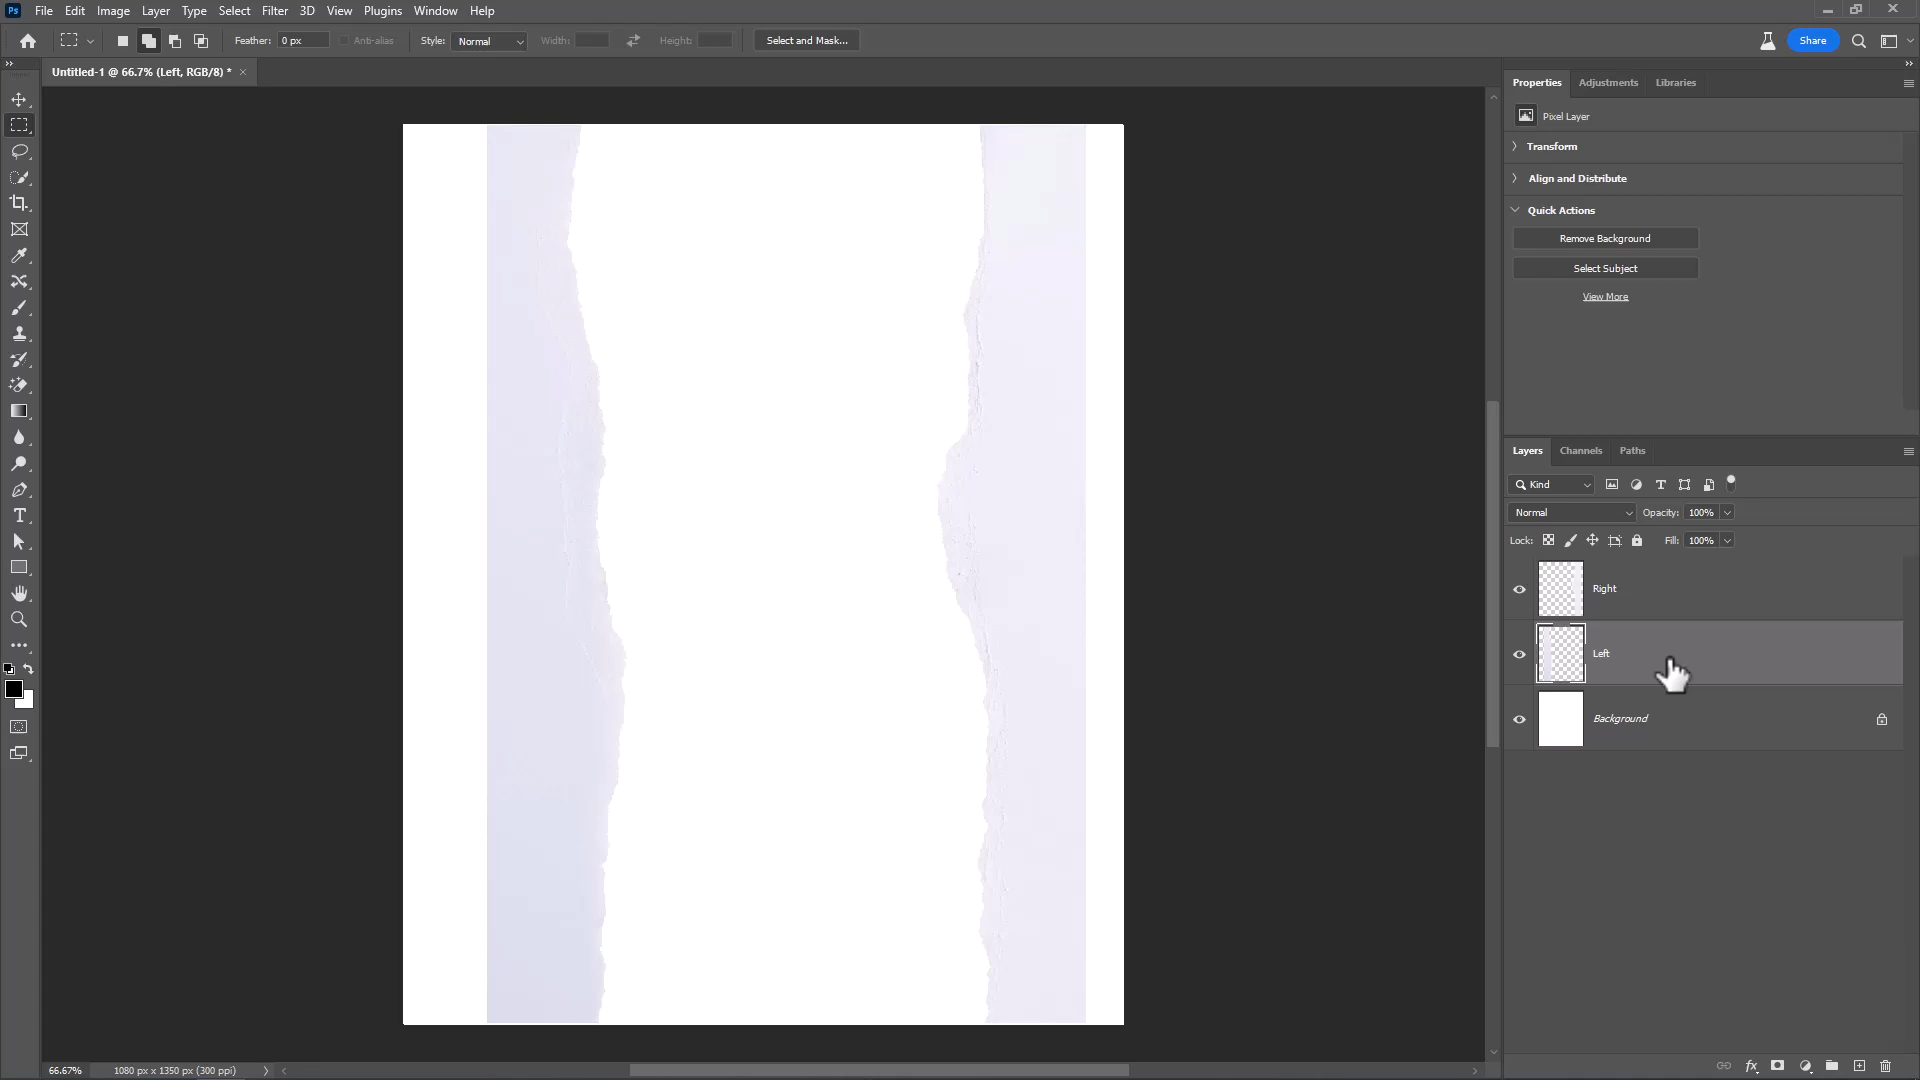 Ps File Edit Image Layer Type Select Filter 3D View Plugins Window Help
Feather: 0 px Anti-alias Style: Normal Width: Height: Select and Mask... Share
Untitled-1 @ 66.7% (Left, RGB/8) *
Properties Adjustments Libraries
Pixel Layer
Transform
Align and Distribute
Quick Actions
Remove Background
Select Subject
View More
Layers Channels Paths
Kind
Normal Opacity: 100%
Lock: Fill: 100%
Right
Left
Background
66.67% 1080 px x 1350 px (300 ppi)